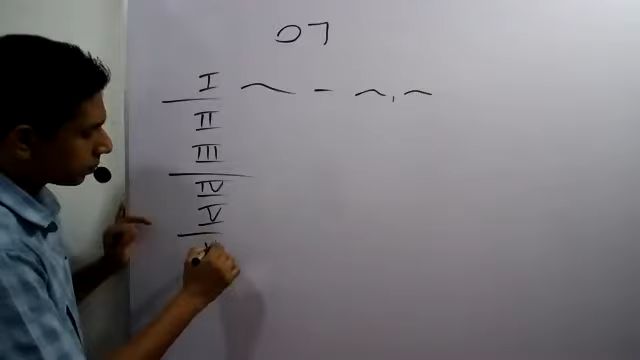 07
I ~ - ~, ~
II
III
IV
V